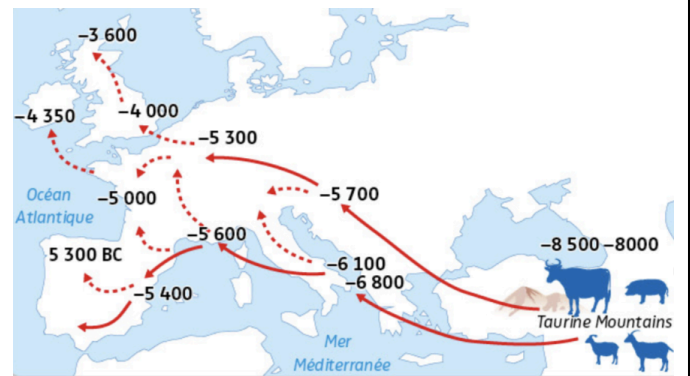 –3 600
–4 350
–4 000
–5 300
–5 000
–5 700
Océan
Atlantique
–5 600
–8 500 –8000
5 300 BC
–6 100
–6 800
–5 400
Taurine Mountains
Mer
Méditerranée